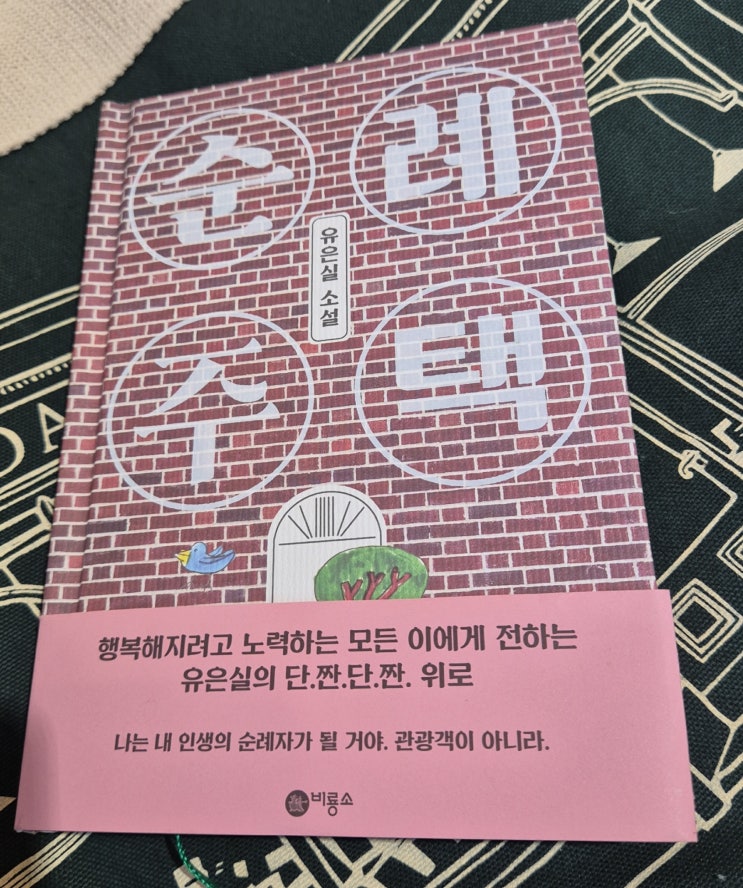 순례
유은실 소설
주택
행복해지려고 노력하는 모든 이에게 전하는
유은실의 단.짠.단.짠. 위로
나는 내 인생의 순례자가 될 거야. 관광객이 아니라.
비룡소